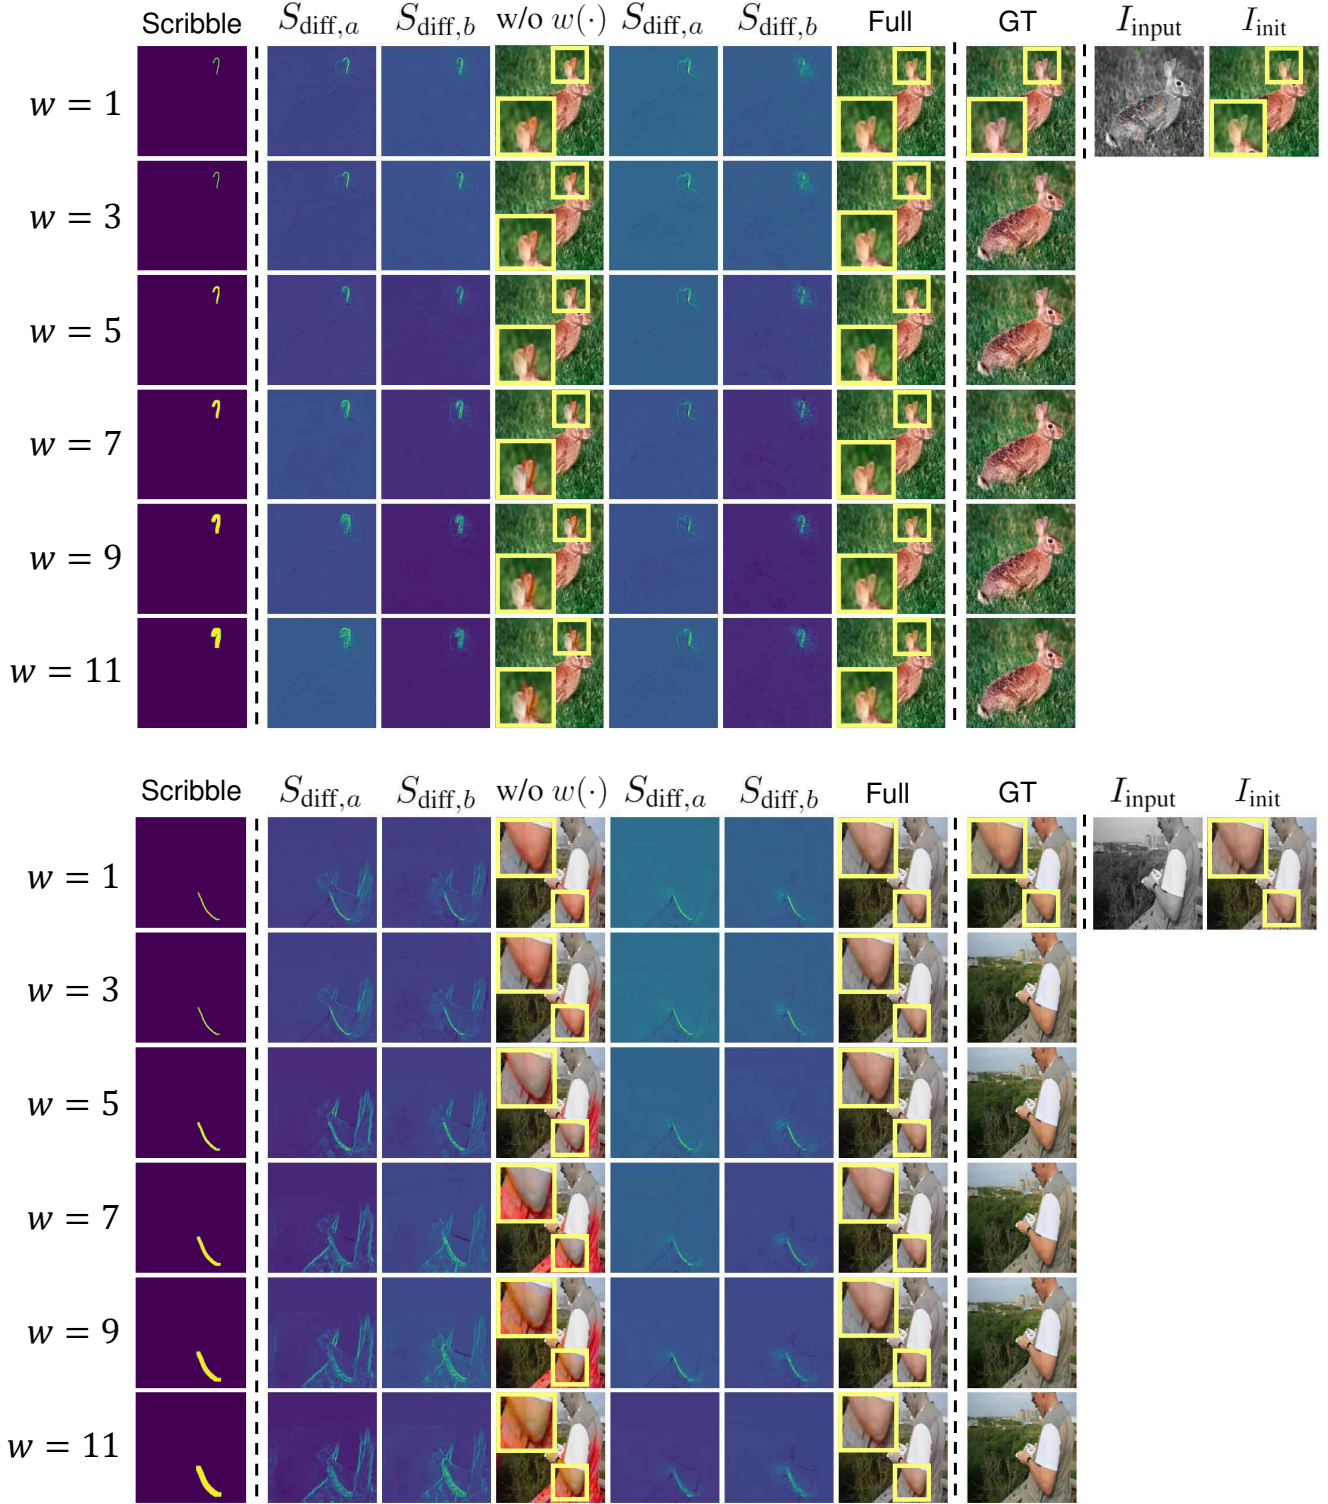 Scribble S_diff,a S_diff,b w/o w(·) S_diff,a S_diff,b Full GT I_input I_init
w = 1
w = 3
w = 5
w = 7
w = 9
w = 11
Scribble S_diff,a S_diff,b w/o w(·) S_diff,a S_diff,b Full GT I_input I_init
w = 1
w = 3
w = 5
w = 7
w = 9
w = 11